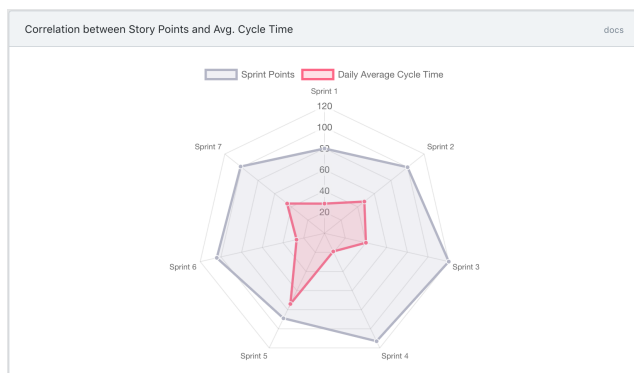 Correlation between Story Points and Avg. Cycle Time
docs
Sprint Points
Daily Average Cycle Time
Sprint 1
120
100
80
60
40
20
Sprint 2
Sprint 3
Sprint 4
Sprint 5
Sprint 6
Sprint 7